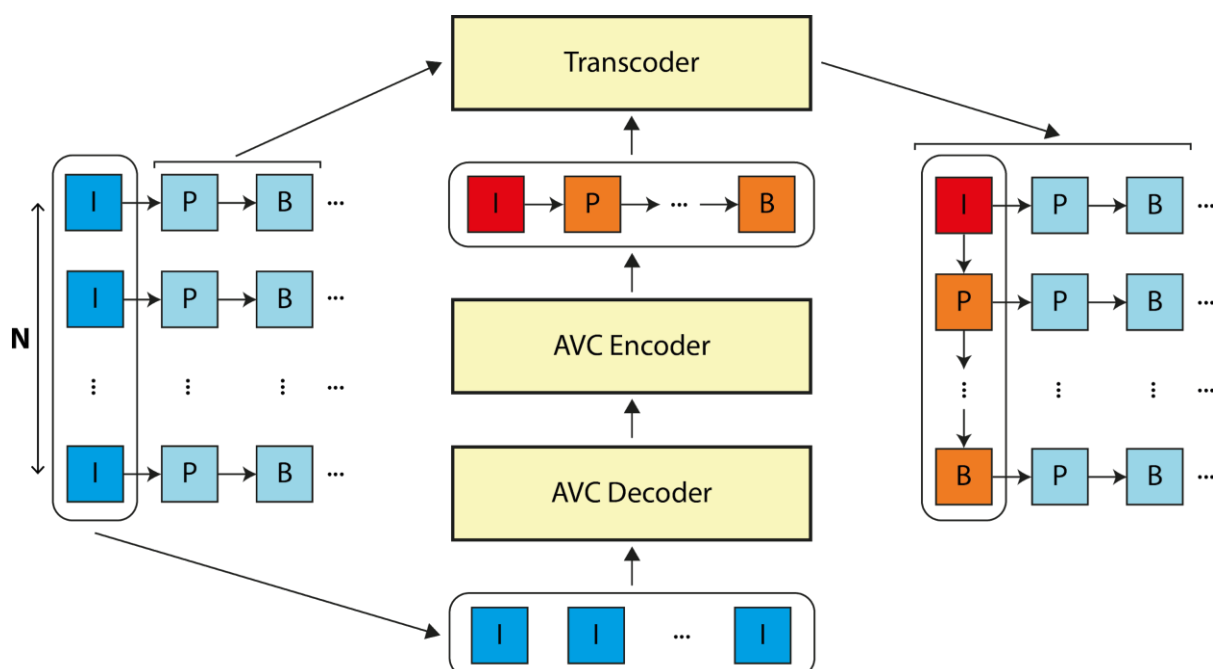 Transcoder
I P B ...
I P ... B
I P B ...
I P B ...
P P B ...
N
AVC Encoder
⋮ ⋮ ⋮ ...
⋮ ⋮ ⋮ ...
I P B ...
AVC Decoder
B P B ...
I I ... I